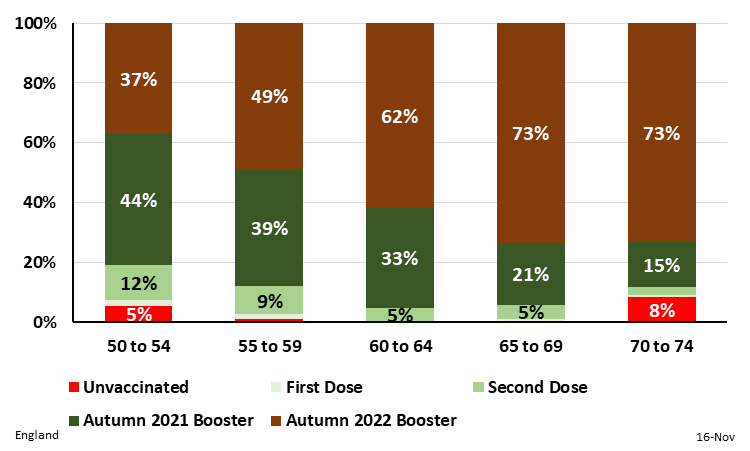 100%
80%
60%
40%
20%
0%
37%
44%
12%
5%
49%
39%
9%
62%
33%
5%
73%
21%
5%
73%
15%
8%
50 to 54
55 to 59
60 to 64
65 to 69
70 to 74
Unvaccinated
First Dose
Second Dose
Autumn 2021 Booster
Autumn 2022 Booster
England
16-Nov